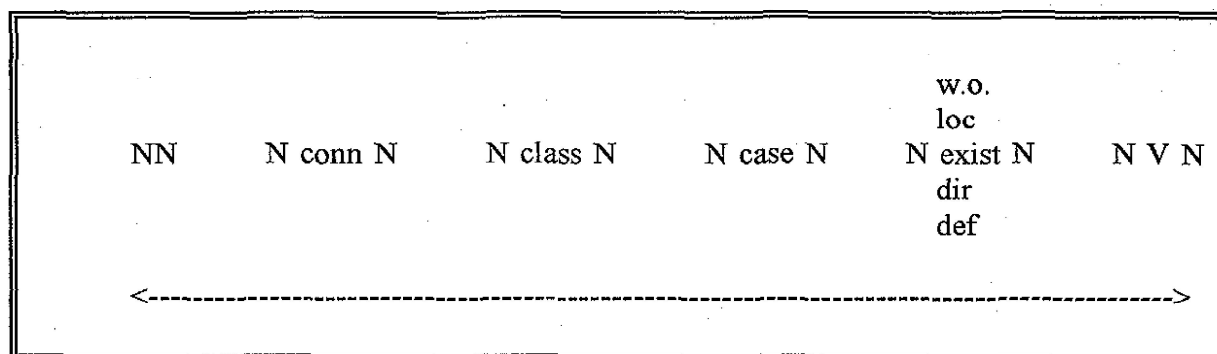 w.o.
loc
NN N conn N N class N N case N N exist N N V N
dir
def
<-------------------------------------------------------------------------->